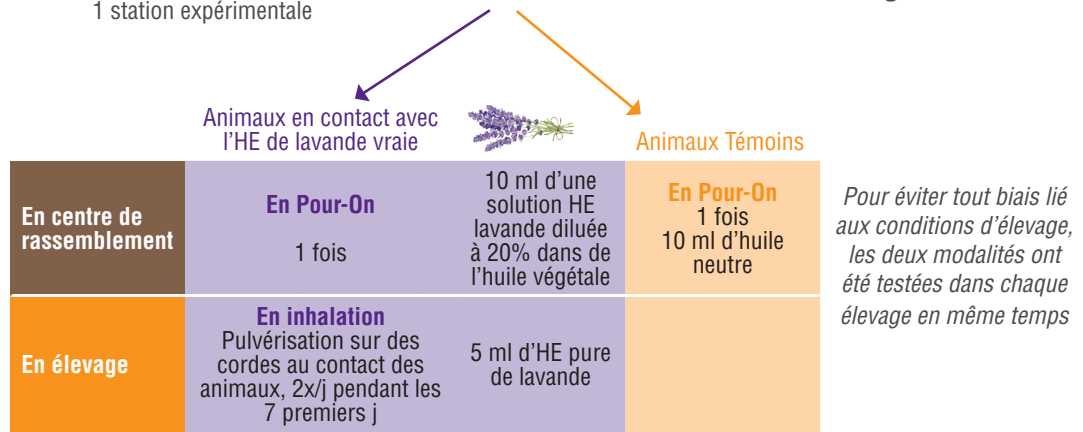 1 station expérimentale
Animaux en contact avec
l'HE de lavande vraie
Animaux Témoins
En centre de
rassemblement
En Pour-On
1 fois
10 ml d'une
solution HE
lavande diluée
à 20% dans de
l'huile végétale
En Pour-On
1 fois
10 ml d'huile
neutre
En élevage
En inhalation
Pulvérisation sur des
cordes au contact des
animaux, 2x/j pendant les
7 premiers j
5 ml d'HE pure
de lavande
Pour éviter tout biais lié
aux conditions d'élevage,
les deux modalités ont
été testées dans chaque
élevage en même temps